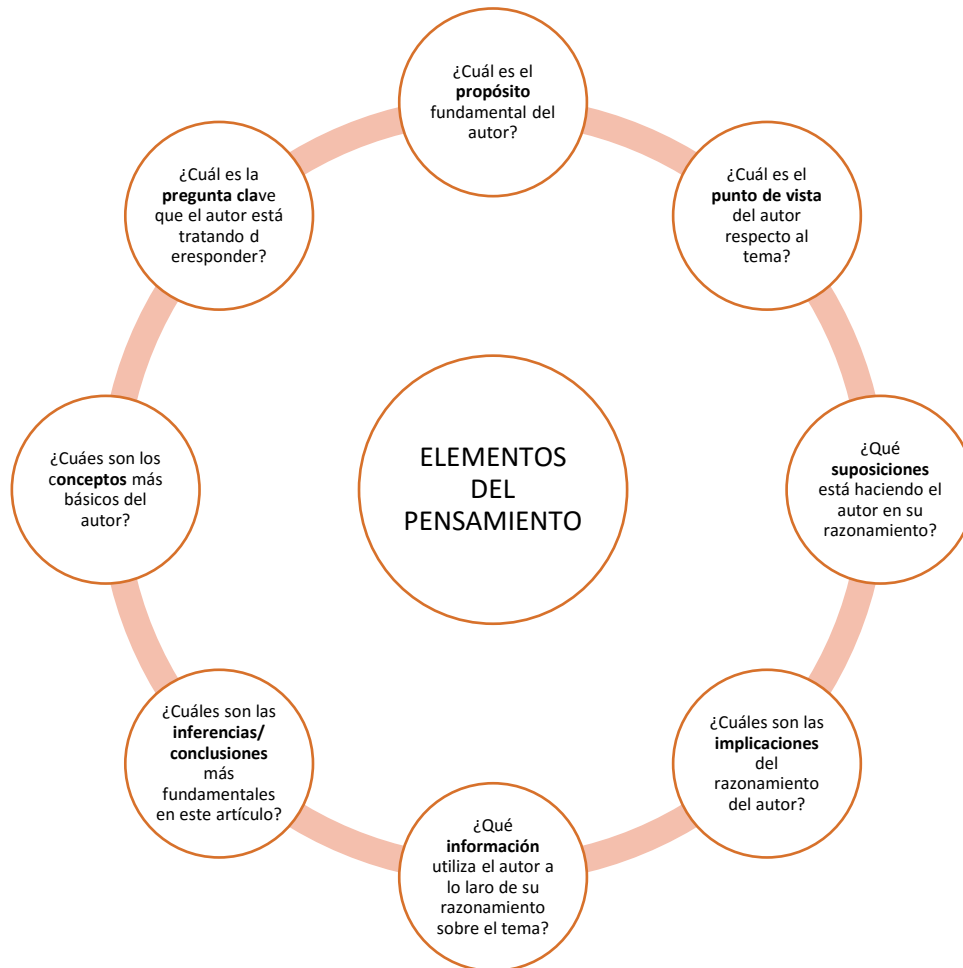 ¿Cuál es el
propósito
fundamental del
autor?
¿Cuál es el
punto de vista
del autor
respecto al
tema?
¿Qué
suposiciones
está haciendo el
autor en su
razonamiento?
¿Cuáles son las
implicaciones
del
razonamiento
del autor?
¿Qué
información
utiliza el autor a
lo laro de su
razonamiento
sobre el tema?
¿Cuáles son las
inferencias/
conclusiones
más
fundamentales
en este artículo?
¿Cuáes son los
conceptos más
básicos del
autor?
¿Cuál es la
pregunta clave
que el autor está
tratando d
eresponder?
ELEMENTOS
DEL
PENSAMIENTO